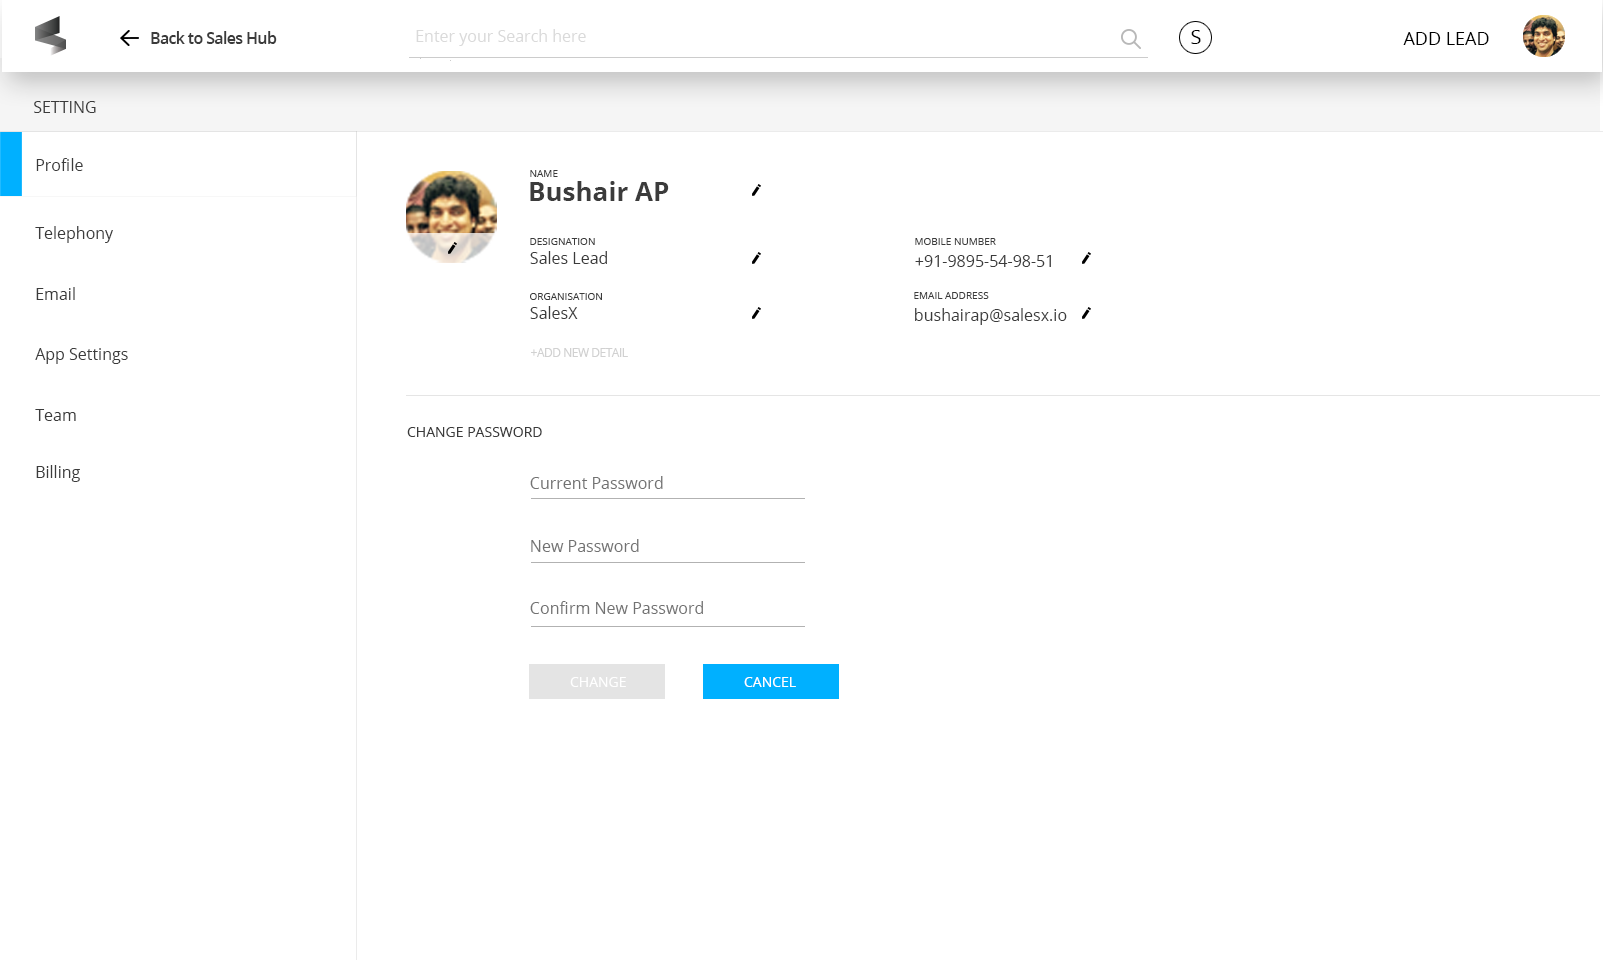 Back to Sales Hub
Enter your Search here
S
ADD LEAD
SETTING
Profile
Telephony
Email
App Settings
Team
Billing
NAME
Bushair AP
DESIGNATION
Sales Lead
MOBILE NUMBER
+91-9895-54-98-51
ORGANISATION
SalesX
EMAIL ADDRESS
bushairap@salesx.io
+ADD NEW DETAIL
CHANGE PASSWORD
Current Password
New Password
Confirm New Password
CHANGE
CANCEL